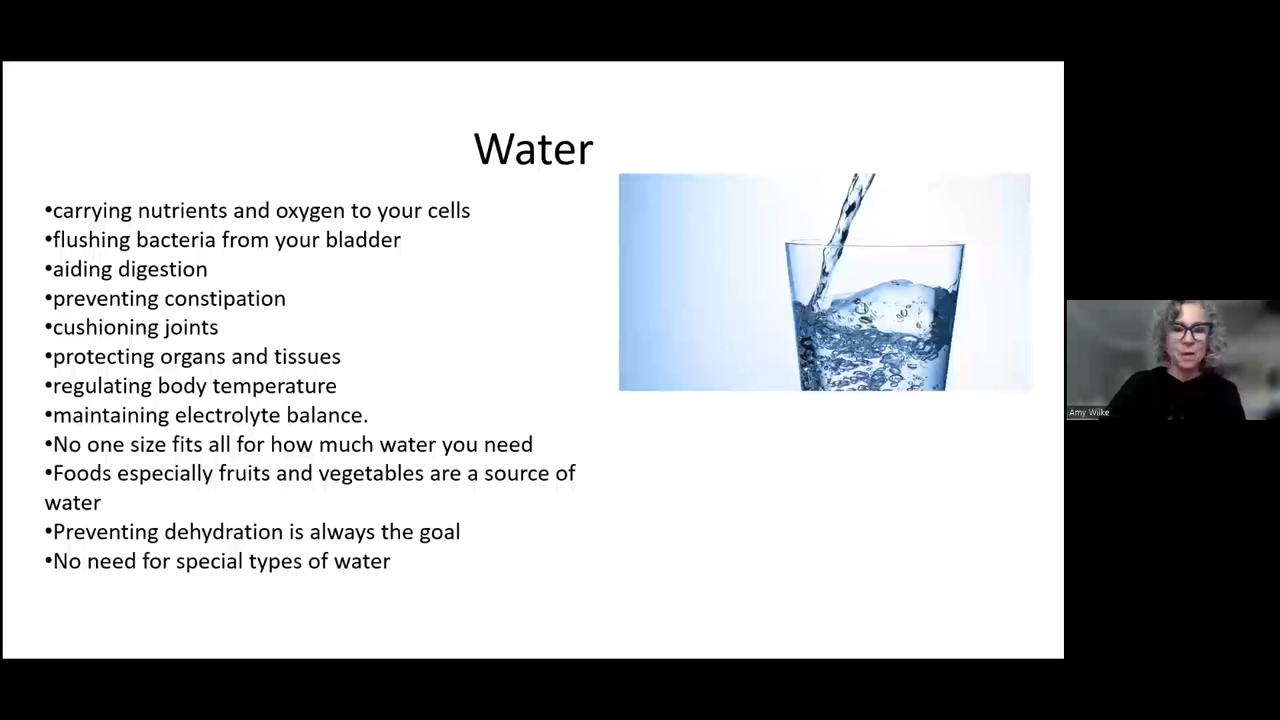 Water
•carrying nutrients and oxygen to your cells
•flushing bacteria from your bladder
•aiding digestion
•preventing constipation
•cushioning joints
•protecting organs and tissues
•regulating body temperature
•maintaining electrolyte balance.
•No one size fits all for how much water you need
•Foods especially fruits and vegetables are a source of
water
•Preventing dehydration is always the goal
•No need for special types of water
Amy Wilke